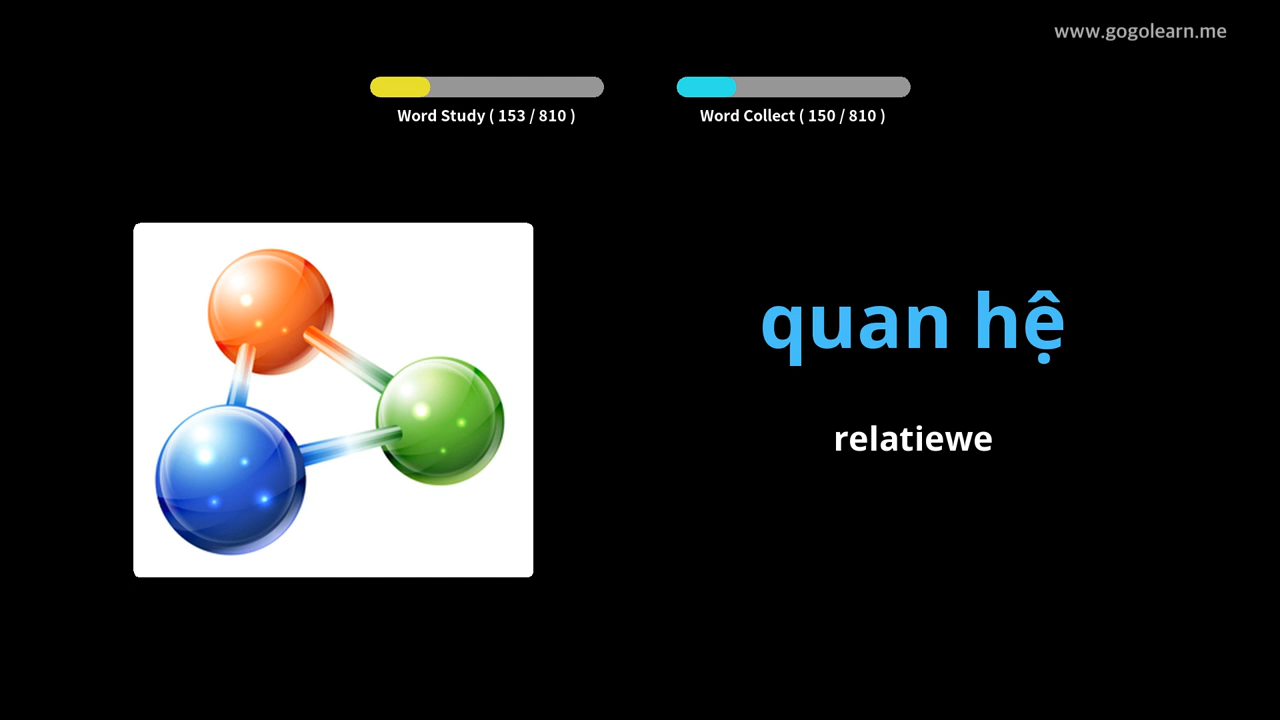 www.gogolearn.me
Word Study ( 153 / 810 )
Word Collect ( 150 / 810 )
quan hệ
relatiewe